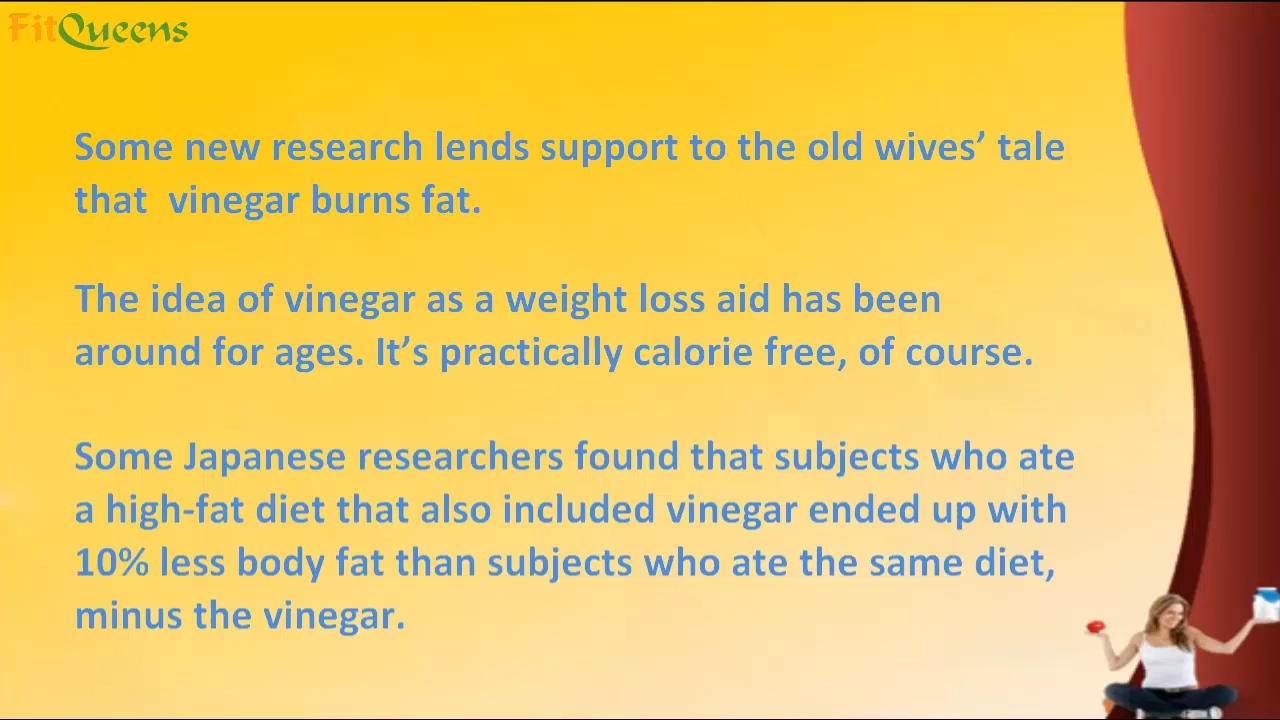 FitQueens
Some new research lends support to the old wives’ tale
that  vinegar burns fat.
The idea of vinegar as a weight loss aid has been
around for ages. It’s practically calorie free, of course.
Some Japanese researchers found that subjects who ate
a high-fat diet that also included vinegar ended up with
10% less body fat than subjects who ate the same diet,
minus the vinegar.